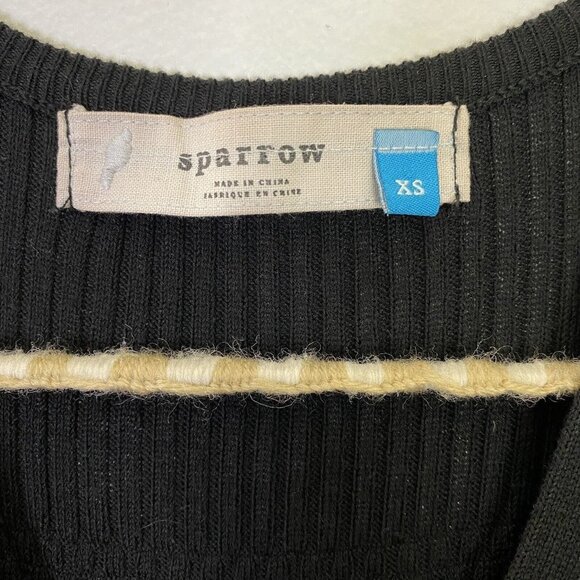 sparrow
MADE IN CHINA
FABRIQUE EN CHINE
XS